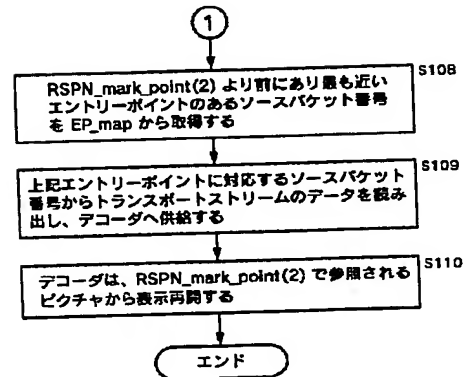 1
RSPN_mark_point(2) より前にあり最も近い
エントリーポイントのあるソースパケット番号
を EP_map から取得する
S108
上記エントリーポイントに対応するソースパケット
番号からトランスポートストリームのデータを読み
出し、デコーダへ供給する
S109
デコーダは、RSPN_mark_point(2) で参照される
ピクチャから表示再開する
S110
エンド